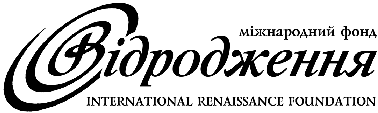 міжнародний фонд
Відродження
INTERNATIONAL RENAISSANCE FOUNDATION